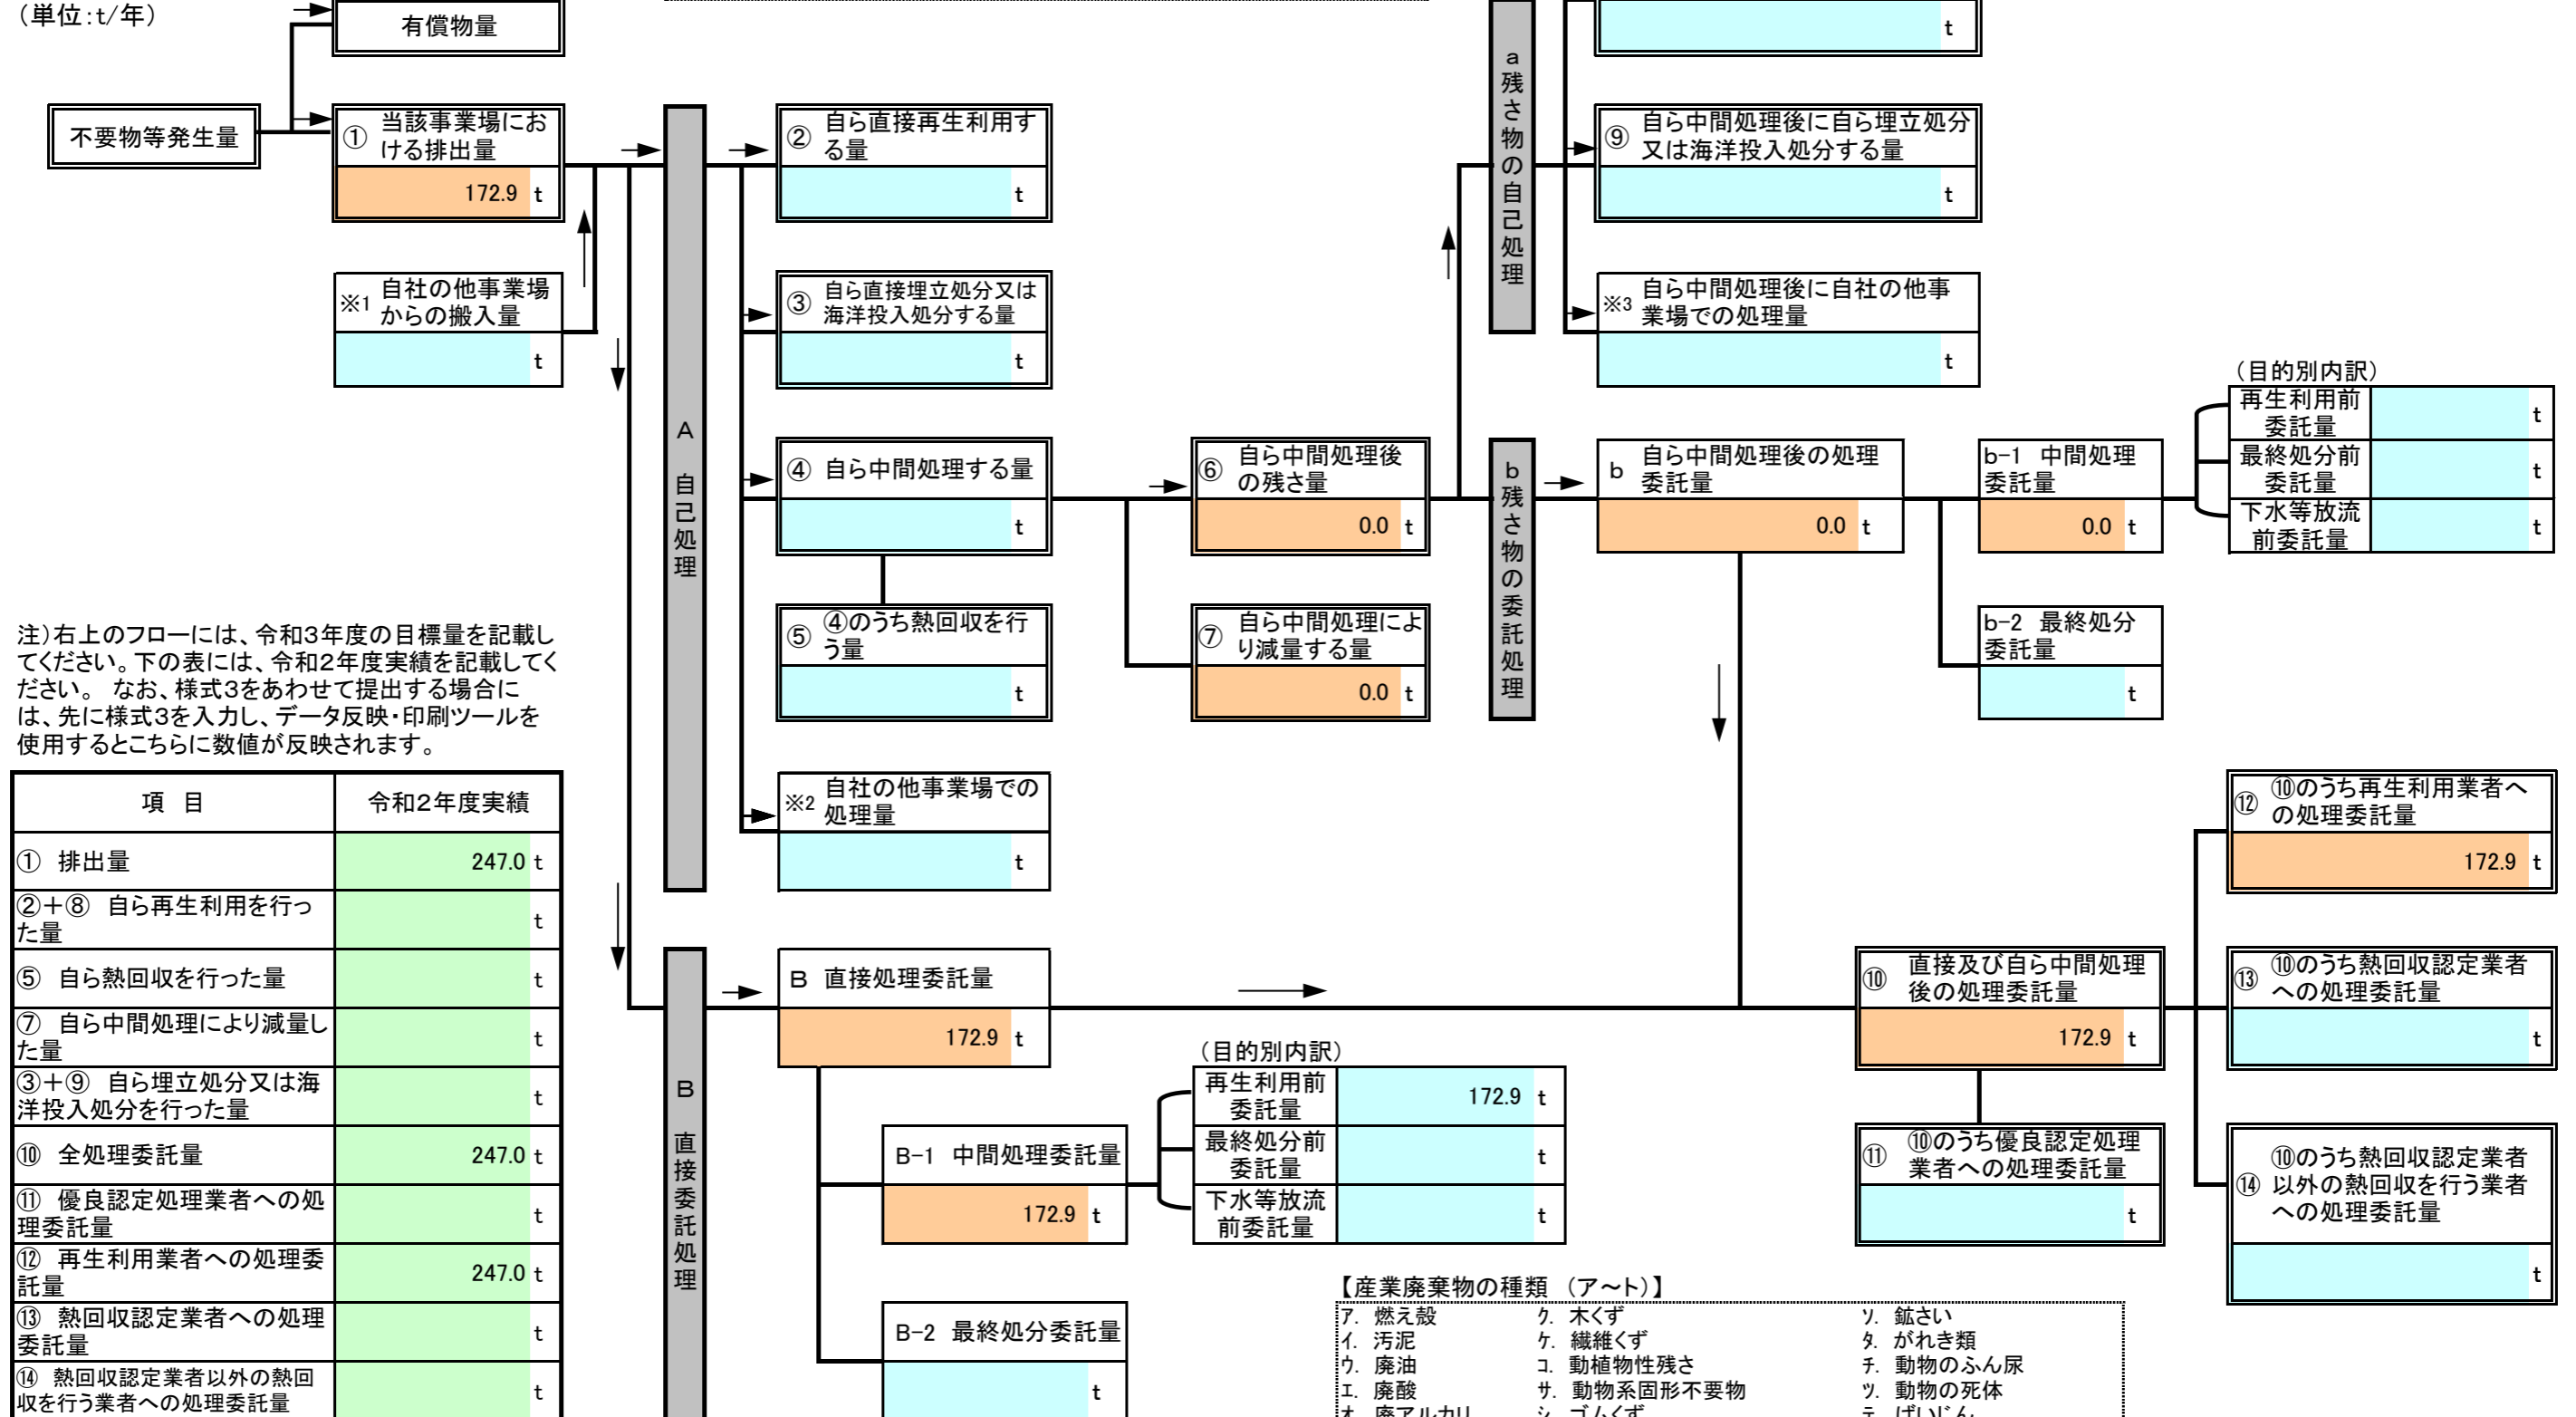 （単位：t/年）
有償物量
t
不要物等発生量
① 当該事業場にお
ける排出量
172.9 t
※1 自社の他事業場
からの搬入量
t
A 自己処理
② 自ら直接再生利用す
る量
t
③ 自ら直接埋立処分又は
海洋投入処分する量
t
④ 自ら中間処理する量
t
⑤ ④のうち熱回収を行
う量
t
※2 自社の他事業場での
処理量
t
⑥ 自ら中間処理後
の残さ量
0.0 t
⑦ 自ら中間処理によ
り減量する量
0.0 t
a残さ物の自己処理
⑨ 自ら中間処理後に自ら埋立処分
又は海洋投入処分する量
t
※3 自ら中間処理後に自社の他事
業場での処理量
t
b残さ物の委託処理
b 自ら中間処理後の処理
委託量
0.0 t
b-1 中間処理
委託量
0.0 t
b-2 最終処分
委託量
t
（目的別内訳）
再生利用前
委託量
t
最終処分前
委託量
t
下水等放流
前委託量
t
注）右上のフローには、令和３年度の目標量を記載し
てください。下の表には、令和２年度実績を記載してく
ださい。 なお、様式３をあわせて提出する場合に
は、先に様式３を入力し、データ反映・印刷ツールを
使用するとこちらに数値が反映されます。
項 目 令和２年度実績
① 排出量 247.0 t
②＋⑧ 自ら再生利用を行っ
た量
t
⑤ 自ら熱回収を行った量 t
⑦ 自ら中間処理により減量し
た量
t
③＋⑨ 自ら埋立処分又は海
洋投入処分を行った量
t
⑩ 全処理委託量 247.0 t
⑪ 優良認定処理業者への処
理委託量
t
⑫ 再生利用業者への処理委
託量
247.0 t
⑬ 熱回収認定業者への処理
委託量
t
⑭ 熱回収認定業者以外の熱回
収を行う業者への処理委託量
t
B 直接委託処理
B 直接処理委託量
172.9 t
B-1 中間処理委託量
172.9 t
B-2 最終処分委託量
t
（目的別内訳）
再生利用前
委託量
172.9 t
最終処分前
委託量
t
下水等放流
前委託量
t
⑩ 直接及び自ら中間処理
後の処理委託量
172.9 t
⑪ ⑩のうち優良認定処理
業者への処理委託量
t
⑫ ⑩のうち再生利用業者へ
の処理委託量
172.9 t
⑬ ⑩のうち熱回収認定業者
への処理委託量
t
⑭ ⑩のうち熱回収認定業者
以外の熱回収を行う業者
への処理委託量
t
【産業廃棄物の種類 （ア～ト）】
ｱ. 燃え殻 ｸ. 木くず ｿ. 鉱さい
ｲ. 汚泥 ｹ. 繊維くず ﾀ. がれき類
ｳ. 廃油 ｺ. 動植物性残さ ﾁ. 動物のふん尿
ｴ. 廃酸 ｻ. 動物系固形不要物 ﾂ. 動物の死体
ｵ. 廃アルカリ ｼ. ゴムくず ﾃ. ばいじん